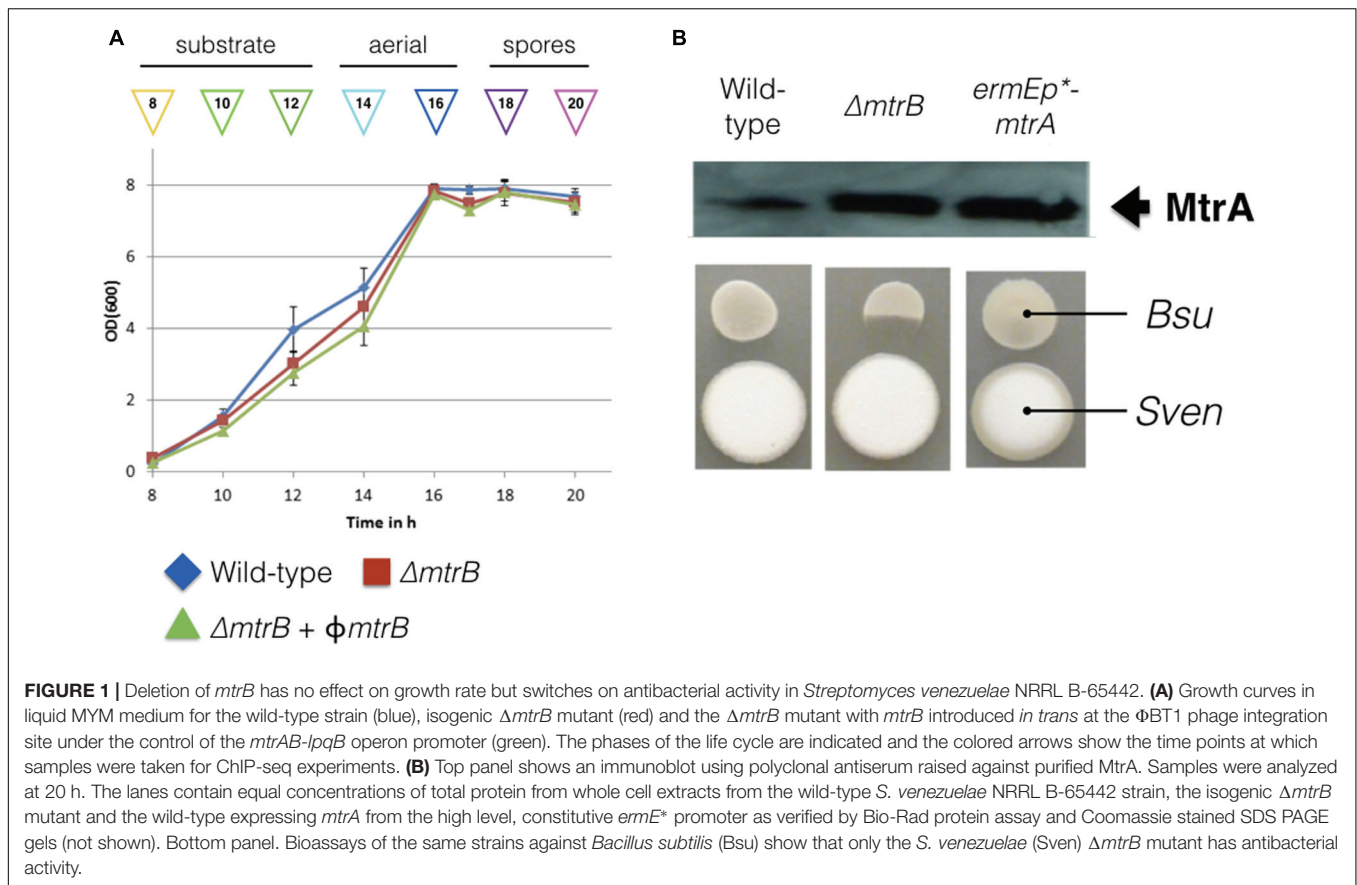 A
substrate aerial spores
8 10 12 14 16 18 20
8
6
4
2
0
OD(600)
8 10 12 14 16 18 20
Time in h
Wild-type ΔmtrB
ΔmtrB + ϕmtrB
B
Wild-
type
ΔmtrB
ermEp*-
mtrA
MtrA
Bsu
Sven
FIGURE 1 | Deletion of mtrB has no effect on growth rate but switches on antibacterial activity in Streptomyces venezuelae NRRL B-65442. (A) Growth curves in
liquid MYM medium for the wild-type strain (blue), isogenic ΔmtrB mutant (red) and the ΔmtrB mutant with mtrB introduced in trans at the ΦBT1 phage integration
site under the control of the mtrAB-lpqB operon promoter (green). The phases of the life cycle are indicated and the colored arrows show the time points at which
samples were taken for ChIP-seq experiments. (B) Top panel shows an immunoblot using polyclonal antiserum raised against purified MtrA. Samples were analyzed
at 20 h. The lanes contain equal concentrations of total protein from whole cell extracts from the wild-type S. venezuelae NRRL B-65442 strain, the isogenic ΔmtrB
mutant and the wild-type expressing mtrA from the high level, constitutive ermE* promoter as verified by Bio-Rad protein assay and Coomassie stained SDS PAGE
gels (not shown). Bottom panel. Bioassays of the same strains against Bacillus subtilis (Bsu) show that only the S. venezuelae (Sven) ΔmtrB mutant has antibacterial
activity.